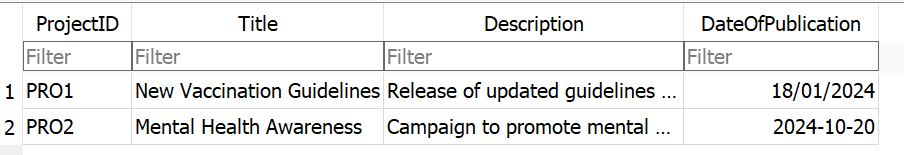 ProjectID Title Description DateOfPublication
Filter Filter Filter Filter
1 PRO1 New Vaccination Guidelines Release of updated guidelines ... 18/01/2024
2 PRO2 Mental Health Awareness Campaign to promote mental ... 2024-10-20